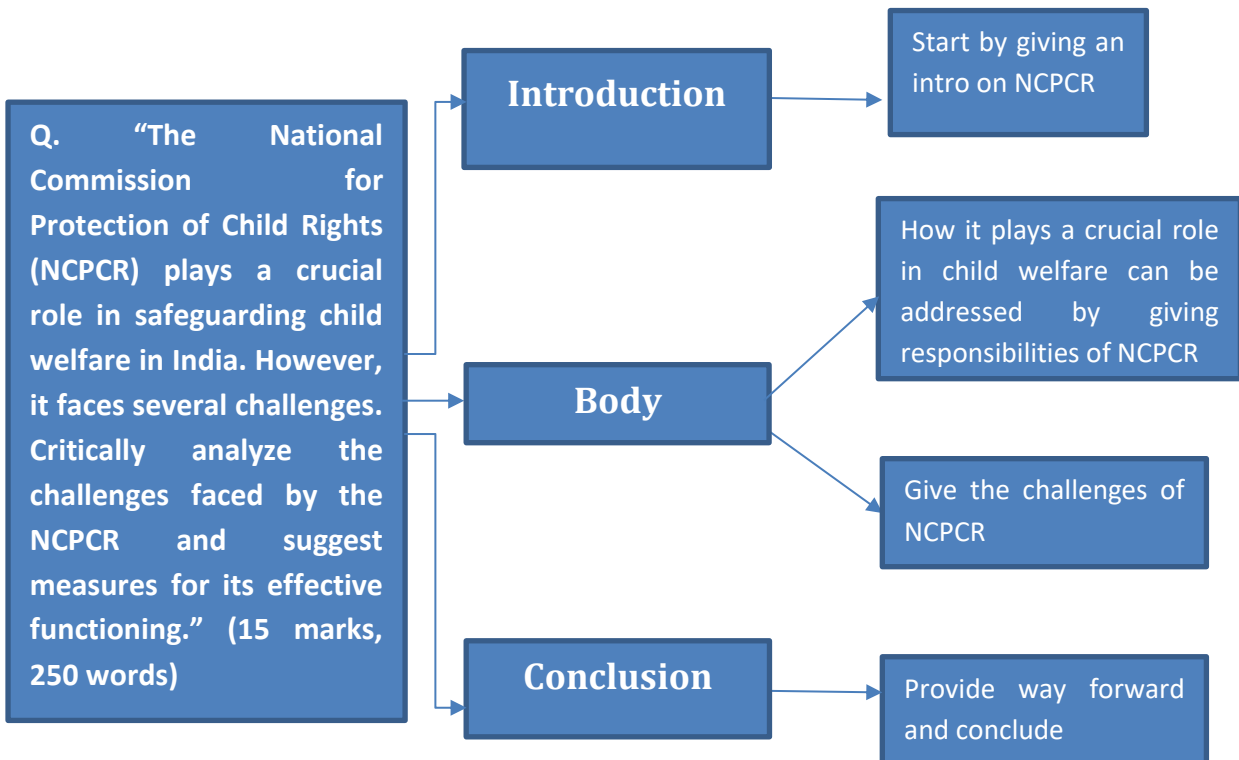 Q. “The National
Commission for
Protection of Child Rights
(NCPCR) plays a crucial
role in safeguarding child
welfare in India. However,
it faces several challenges.
Critically analyze the
challenges faced by the
NCPCR and suggest
measures for its effective
functioning.” (15 marks,
250 words)
Introduction
Start by giving an
intro on NCPCR
Body
How it plays a crucial role
in child welfare can be
addressed by giving
responsibilities of NCPCR
Give the challenges of
NCPCR
Conclusion
Provide way forward
and conclude